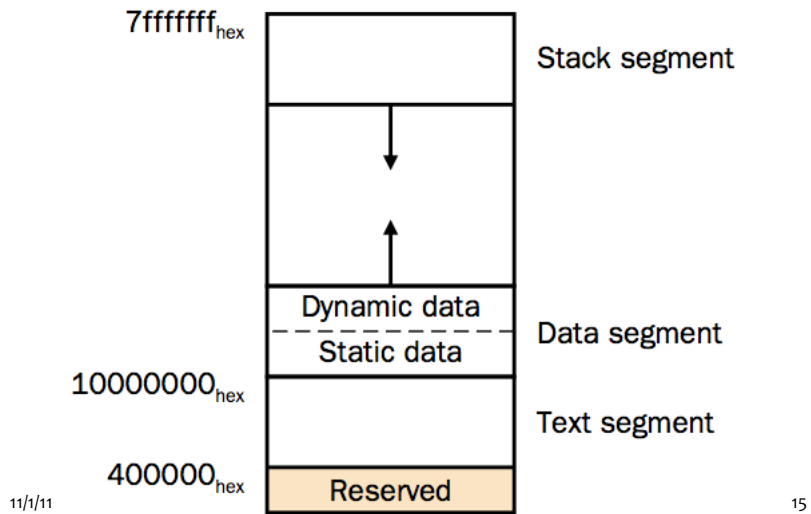 7fffffffhex
Stack segment
Dynamic data
Data segment
Static data
10000000hex
Text segment
400000hex
Reserved
11/1/11
15